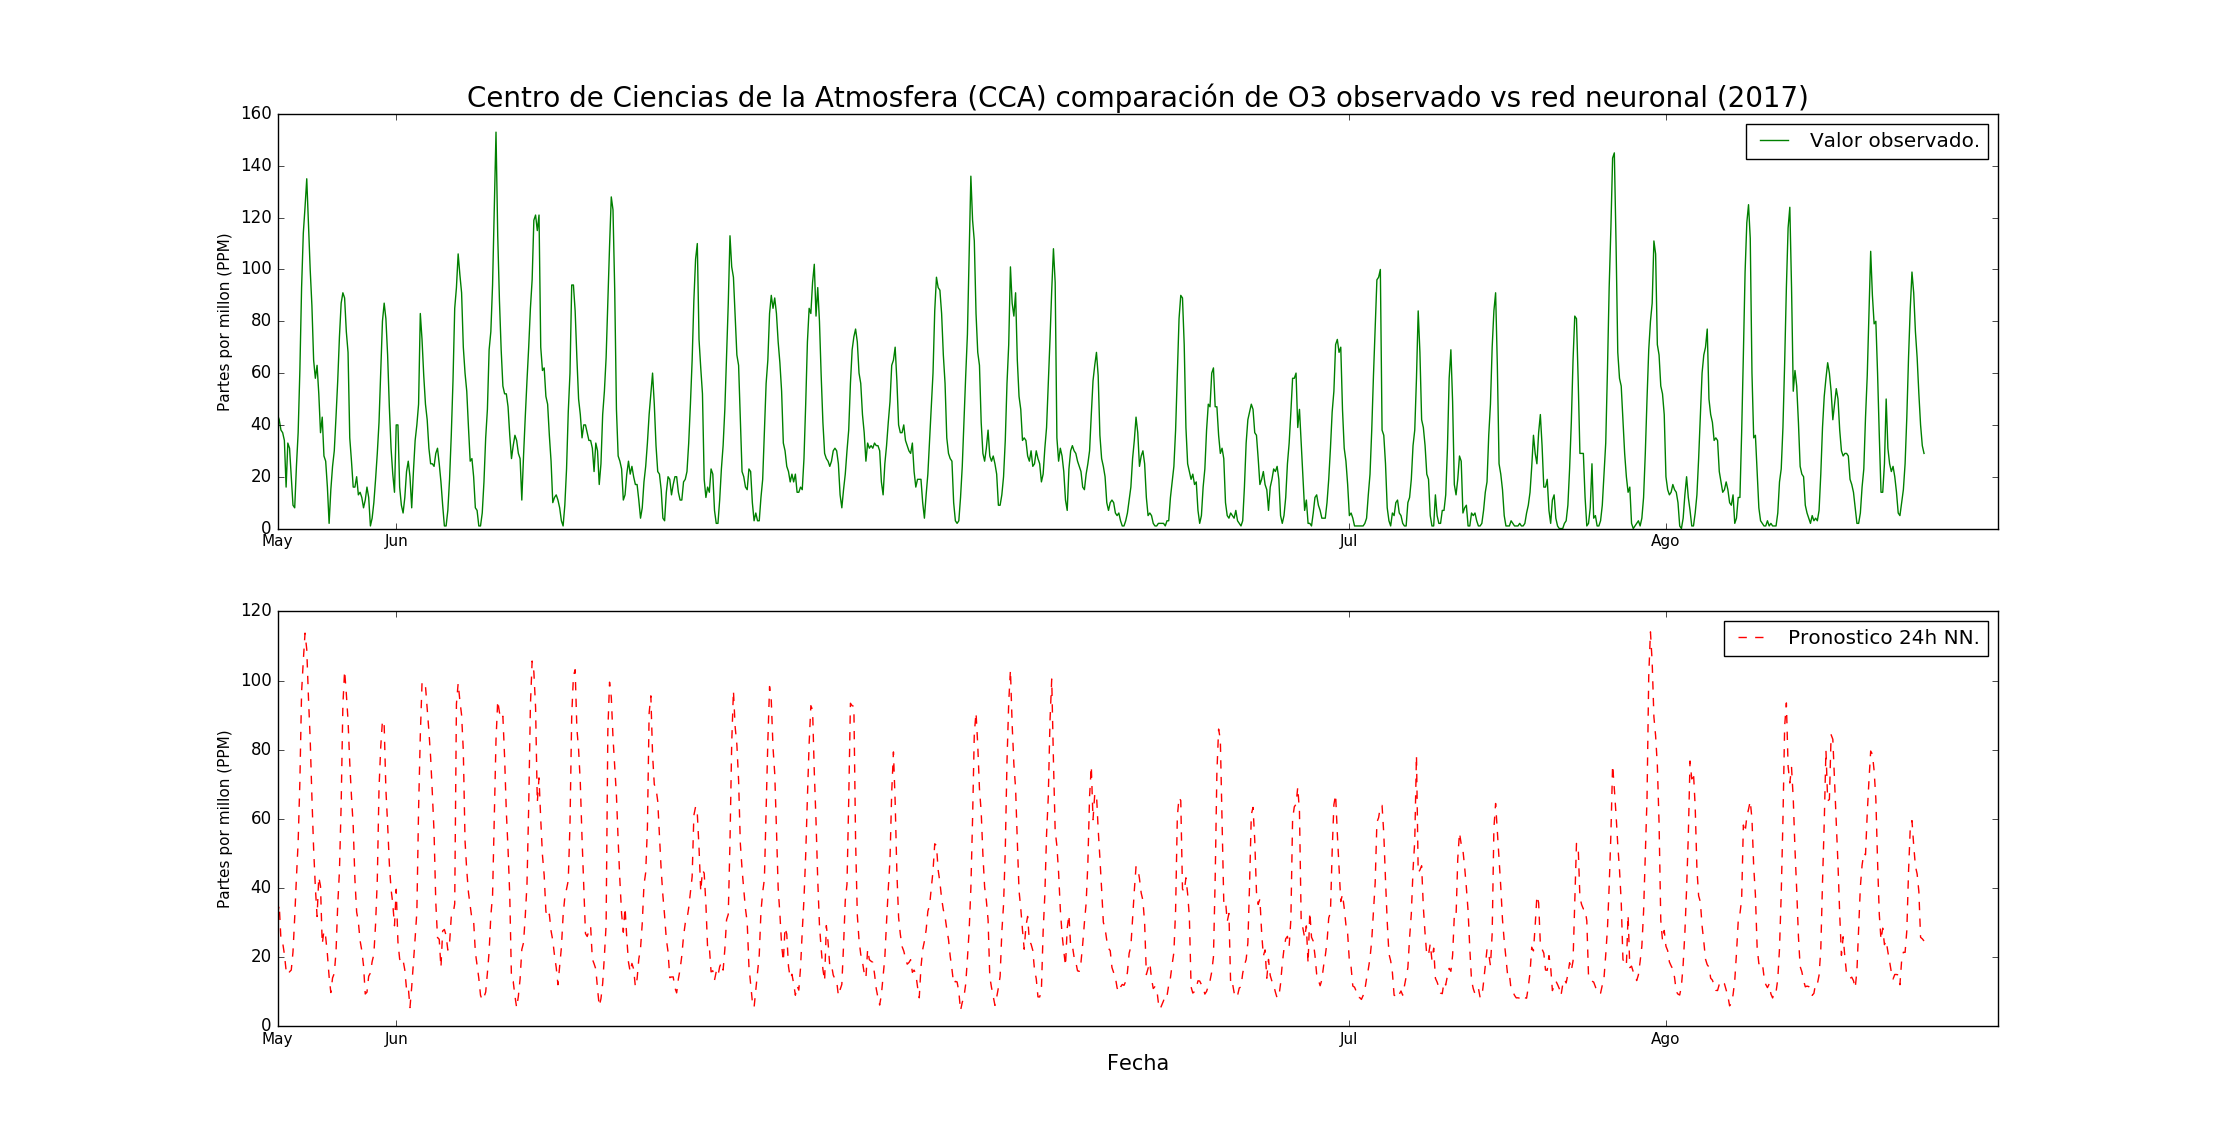 Centro de Ciencias de la Atmosfera (CCA) comparación de O3 observado vs red neuronal (2017)
160
140
120
100
80
60
40
20
0
Partes por millon (PPM)
Valor observado.
May Jun Jul Ago
120
100
80
60
40
20
0
Partes por millon (PPM)
Pronostico 24h NN.
May Jun Jul Ago
Fecha